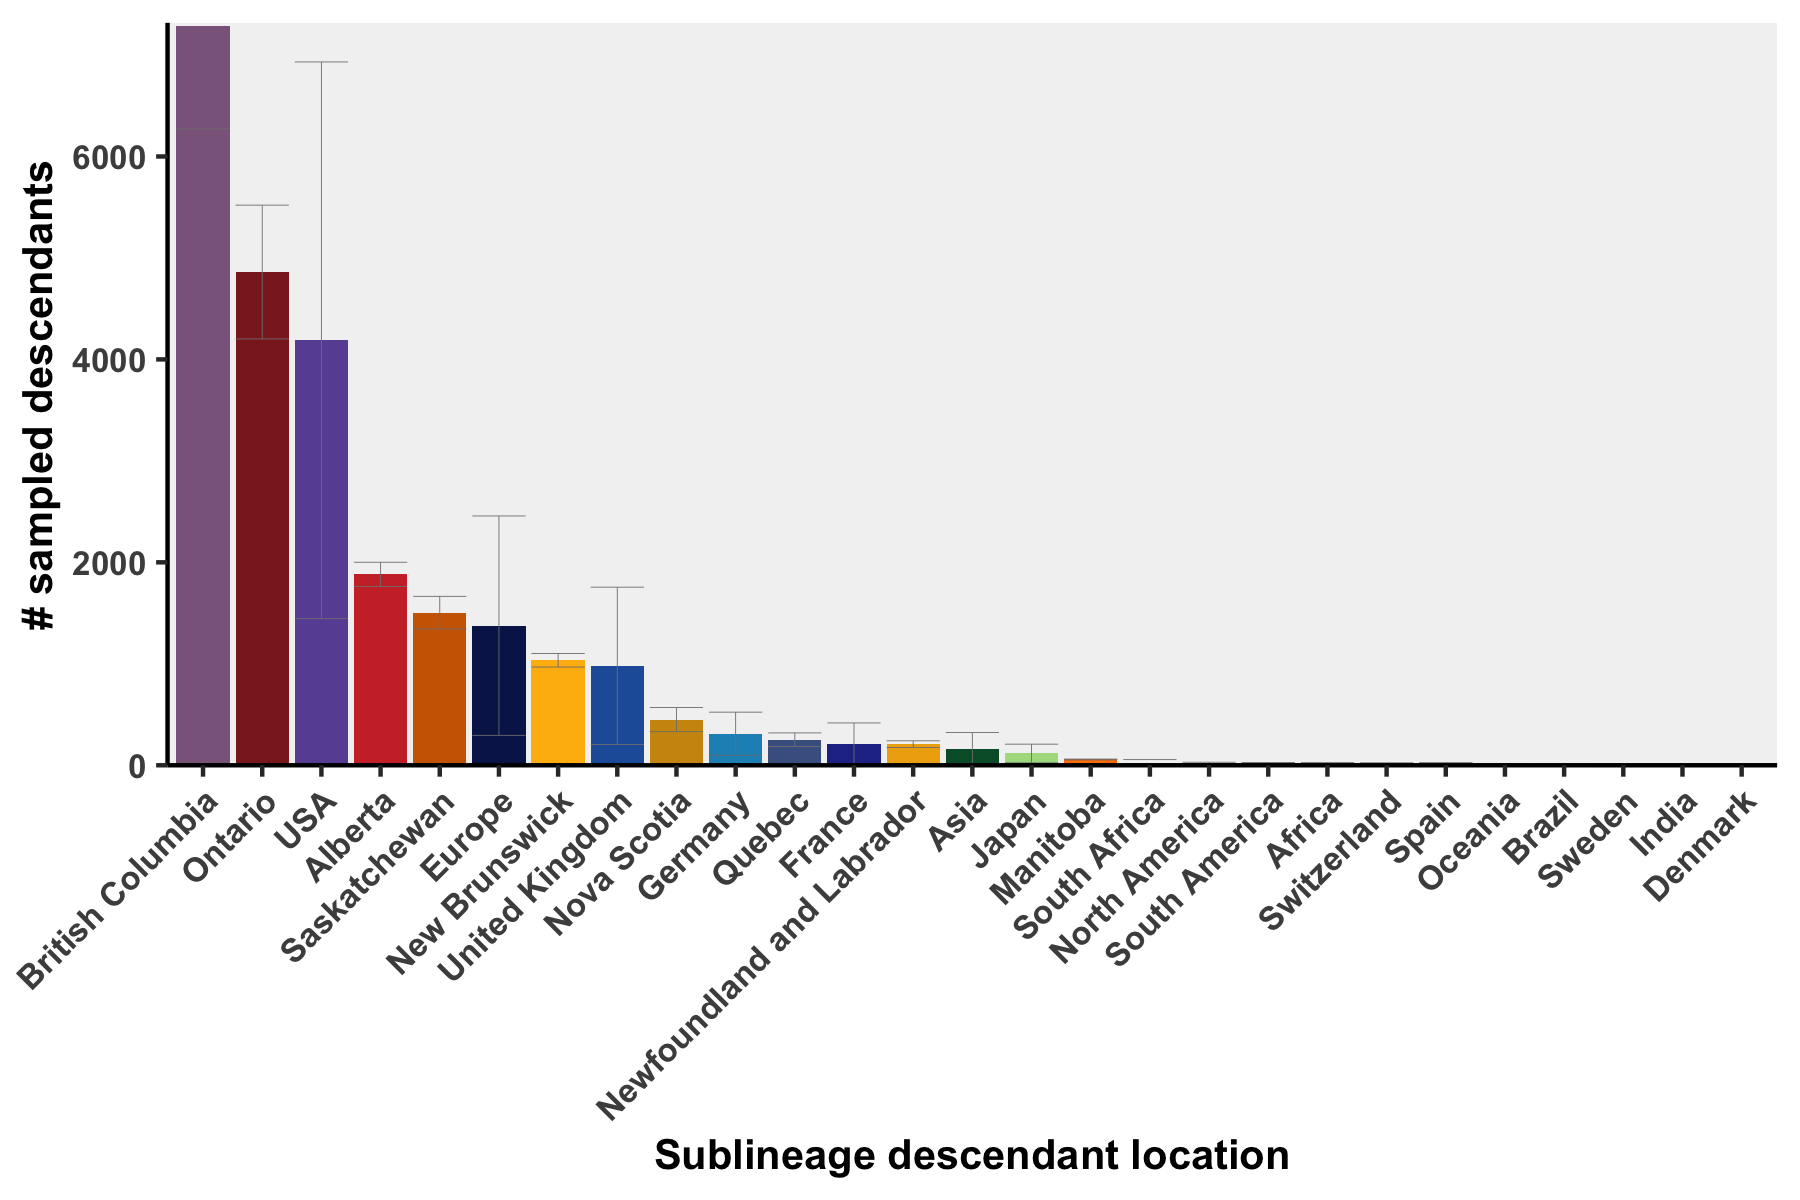 # sampled descendants
6000
4000
2000
0
British Columbia
Ontario
USA
Alberta
Saskatchewan
Europe
New Brunswick
United Kingdom
Nova Scotia
Germany
Quebec
France
Newfoundland and Labrador
Asia
Japan
Manitoba
South Africa
North America
South America
Africa
Switzerland
Spain
Oceania
Brazil
Sweden
India
Denmark
Sublineage descendant location